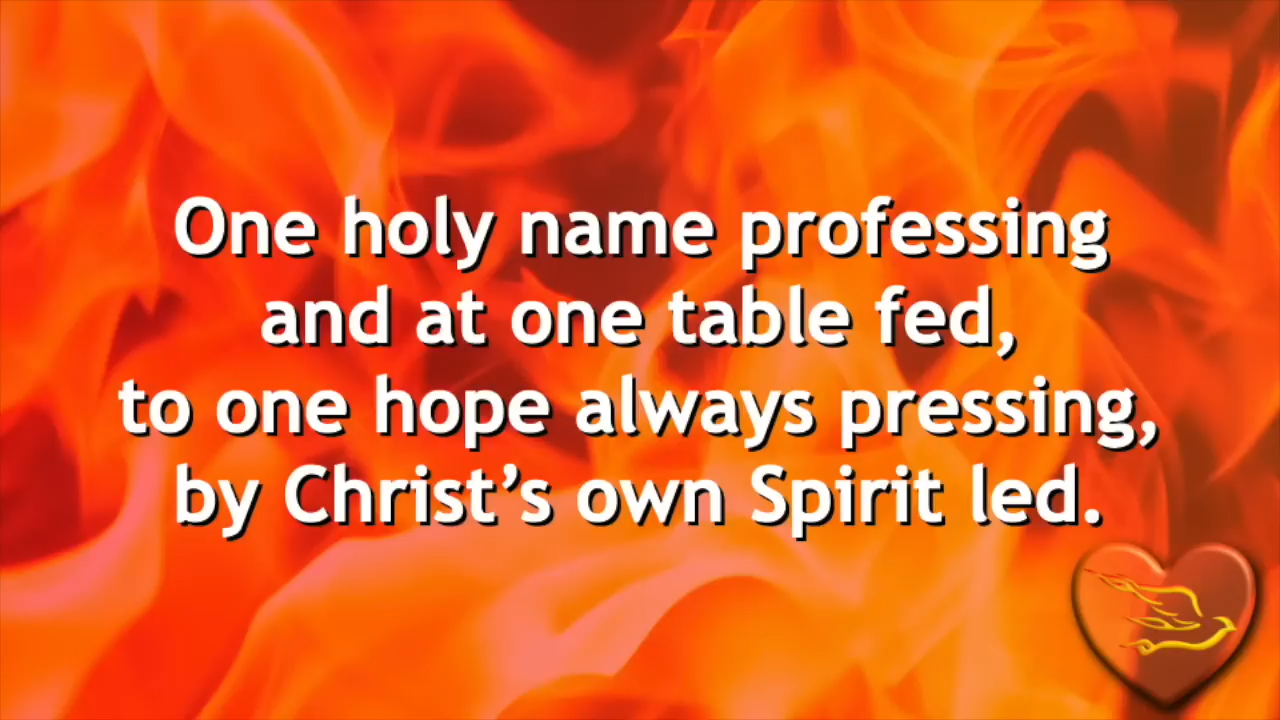 One holy name professing
and at one table fed,
to one hope always pressing,
by Christ’s own Spirit led.